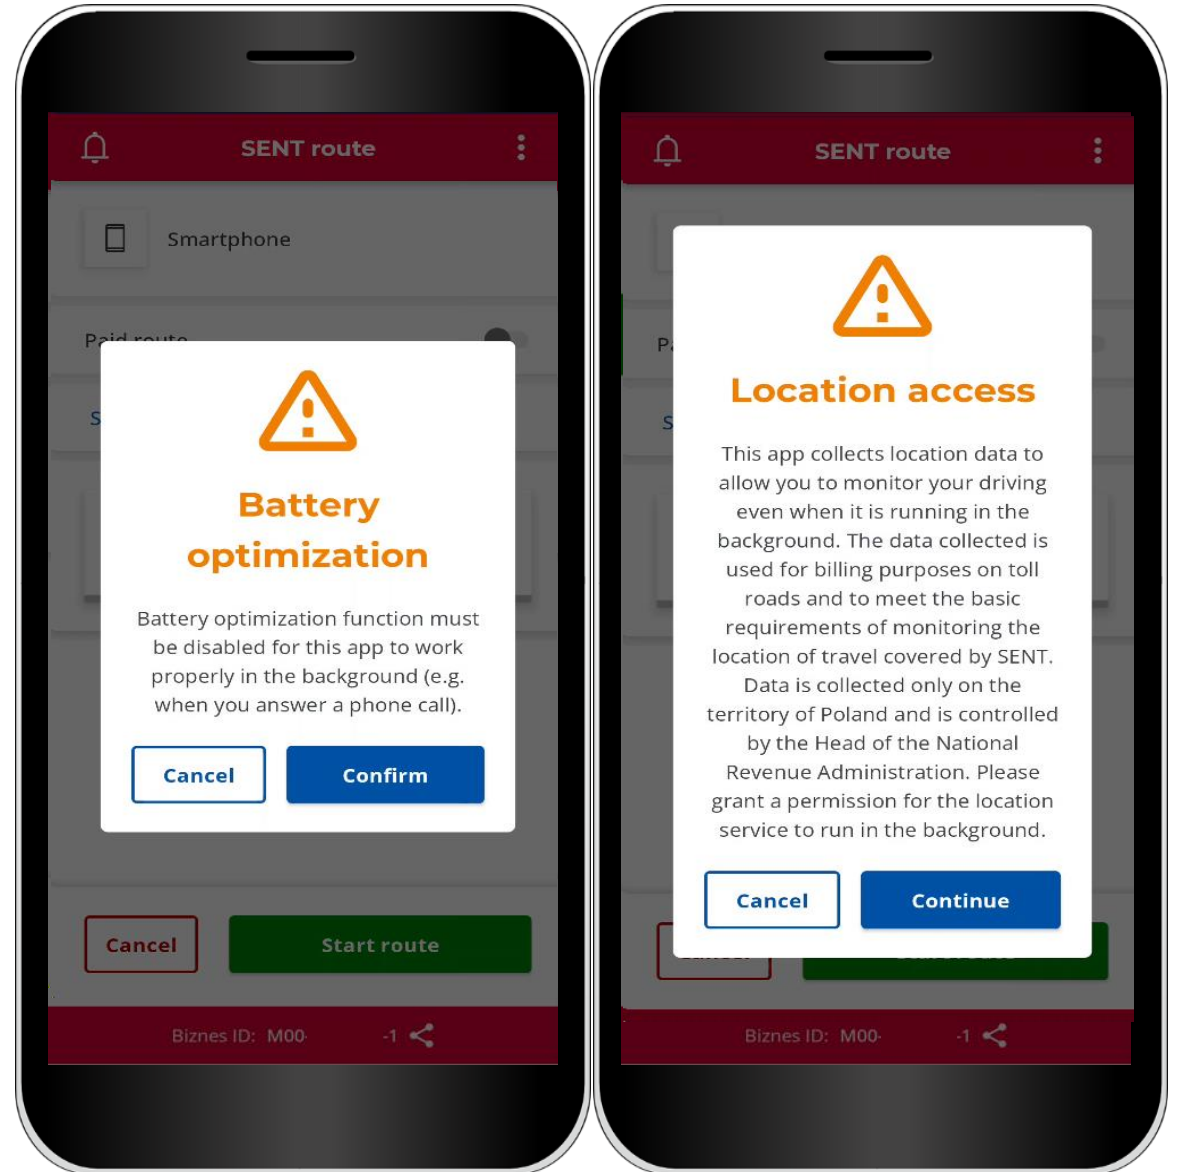 SENT route
Smartphone
Paid route
S
Battery
optimization
Battery optimization function must
be disabled for this app to work
properly in the background (e.g.
when you answer a phone call).
Cancel
Confirm
Cancel
Start route
Biznes ID: M00- -1
SENT route
Pa
S
Location access
This app collects location data to
allow you to monitor your driving
even when it is running in the
background. The data collected is
used for billing purposes on toll
roads and to meet the basic
requirements of monitoring the
location of travel covered by SENT.
Data is collected only on the
territory of Poland and is controlled
by the Head of the National
Revenue Administration. Please
grant a permission for the location
service to run in the background.
Cancel
Continue
Biznes ID: M00- -1